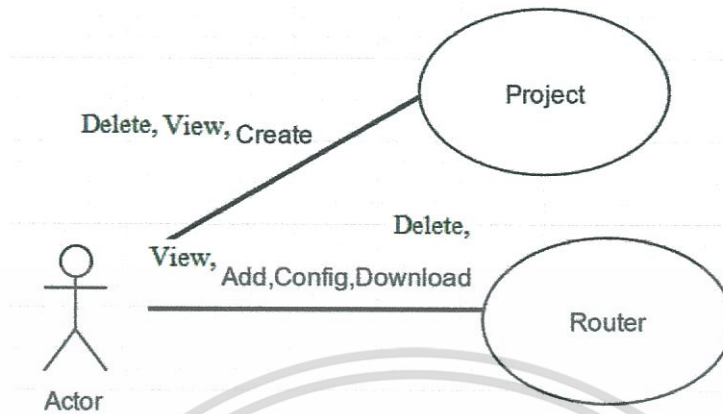 Project
Delete, View, Create
Delete,
View,
Add,Config,Download
Router
Actor